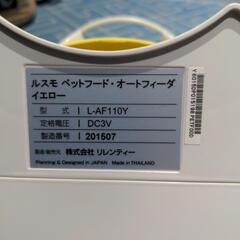 ルスモ ペットフード・オートフィーダ
イエロー
型 式 L-AF110Y
定格電圧 DC3V
製造番号 201507
製造/販売元 株式会社 リレンティー
Planning & Designed in JAPAN Made in THAILAND